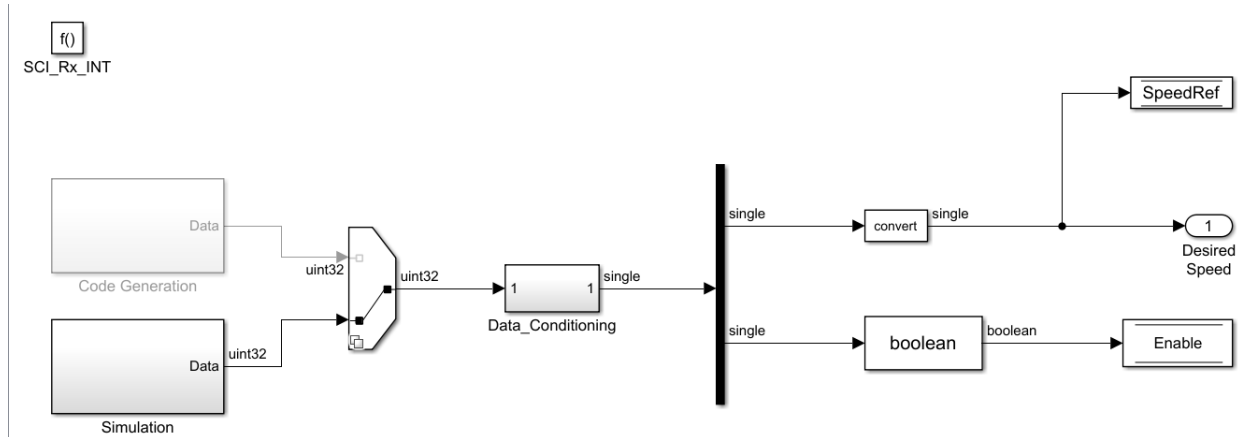 f()
SCI_Rx_INT
SpeedRef
Data
Code Generation
uint32
uint32
1
1
Data_Conditioning
single
single
convert
single
1
Desired
Speed
single
boolean
boolean
Enable
Data
uint32
Simulation